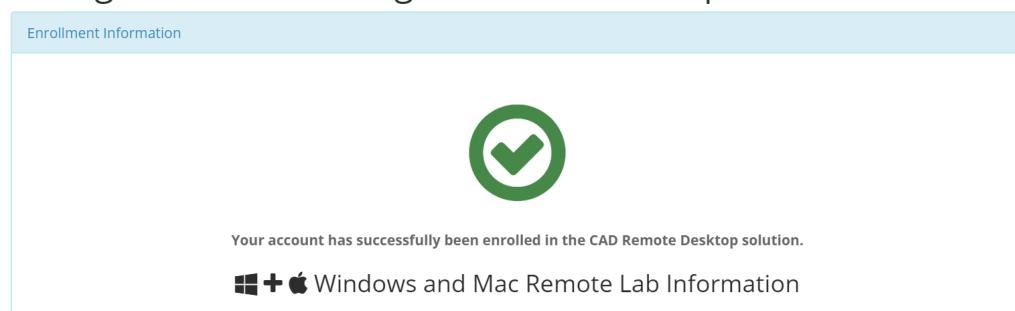 Enrollment Information
Your account has successfully been enrolled in the CAD Remote Desktop solution.
Windows and Mac Remote Lab Information